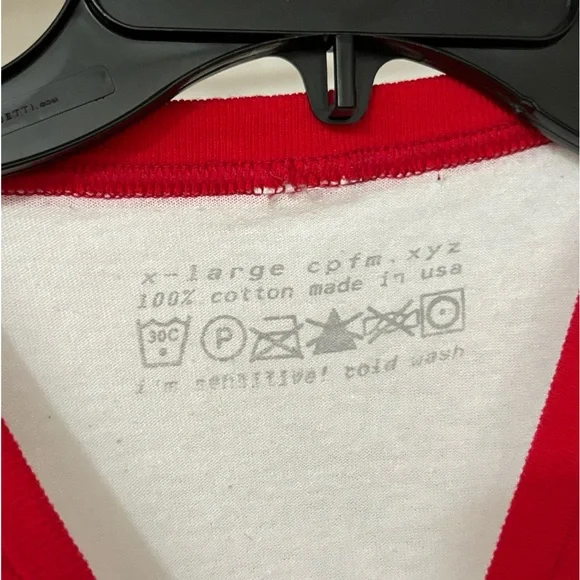 x-large cpfm.xyz
100% cotton made in usa
30C P
i'm sensitive! cold wash